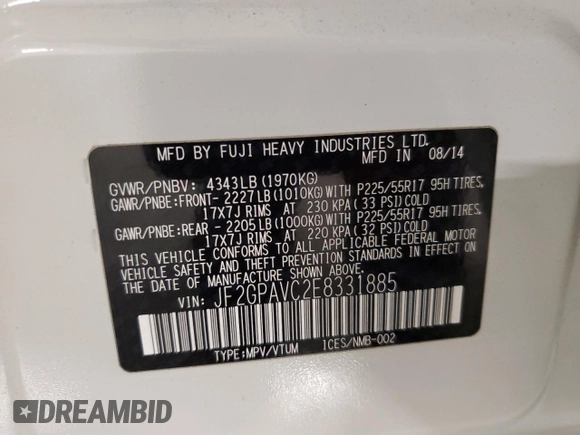 MFD BY FUJI HEAVY INDUSTRIES LTD.
MFD IN 08/14
GVWR/PNBV: 4343LB(1970KG)
GAWR/PNBE:FRONT- 2227LB(1010KG)WITH P225/55R17 95H TIRES,
17X7J RIMS AT 230 KPA( 33 PSI)COLD
GAWR/PNBE:REAR - 2205LB(1000KG)WITH P225/55R17 95H TIRES,
17X7J RIMS AT 220 KPA( 32 PSI)COLD
THIS VEHICLE CONFORMS TO ALL APPLICABLE FEDERAL MOTOR
VEHICLE SAFETY AND THEFT PREVENTION STANDARDS IN EFFECT ON
THE DATE OF MANUFACTURE SHOWN ABOVE.
VIN: JF2GPAVC2E8331885
TYPE:MPV/VTUM ICES/NMB-002
DREAMBID